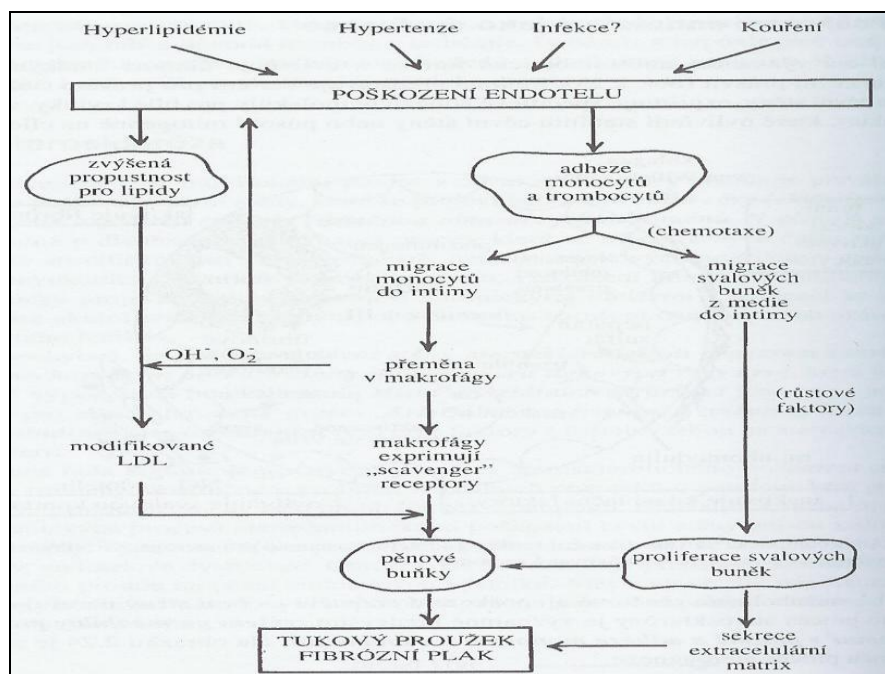 Hyperlipidémie Hypertenze Infekce? Kouření
POŠKOZENÍ ENDOTELU
zvýšená
propustnost
pro lipidy
adheze
monocytů
a trombocytů
(chemotaxe)
migrace
monocytů
do intimy
migrace
svalových
buněk
z medie
do intimy
OH⁻, O₂⁻
přeměna
v makrofágy
(růstové
faktory)
modifikované
LDL
makrofágy
exprimují
„scavenger”
receptory
pěnové
buňky
proliferace svalových
buněk
TUKOVÝ PROUŽEK
FIBRÓZNÍ PLAK
sekrece
extracelulární
matrix